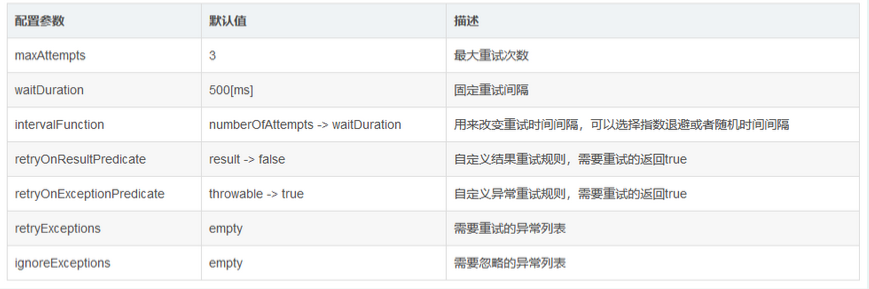 配置参数 默认值 描述
maxAttempts 3 最大重试次数
waitDuration 500[ms] 固定重试间隔
intervalFunction numberOfAttempts -> waitDuration 用来改变重试时间间隔，可以选择指数退避或者随机时间间隔
retryOnResultPredicate result -> false 自定义结果重试规则，需要重试的返回true
retryOnExceptionPredicate throwable -> true 自定义异常重试规则，需要重试的返回true
retryExceptions empty 需要重试的异常列表
ignoreExceptions empty 需要忽略的异常列表